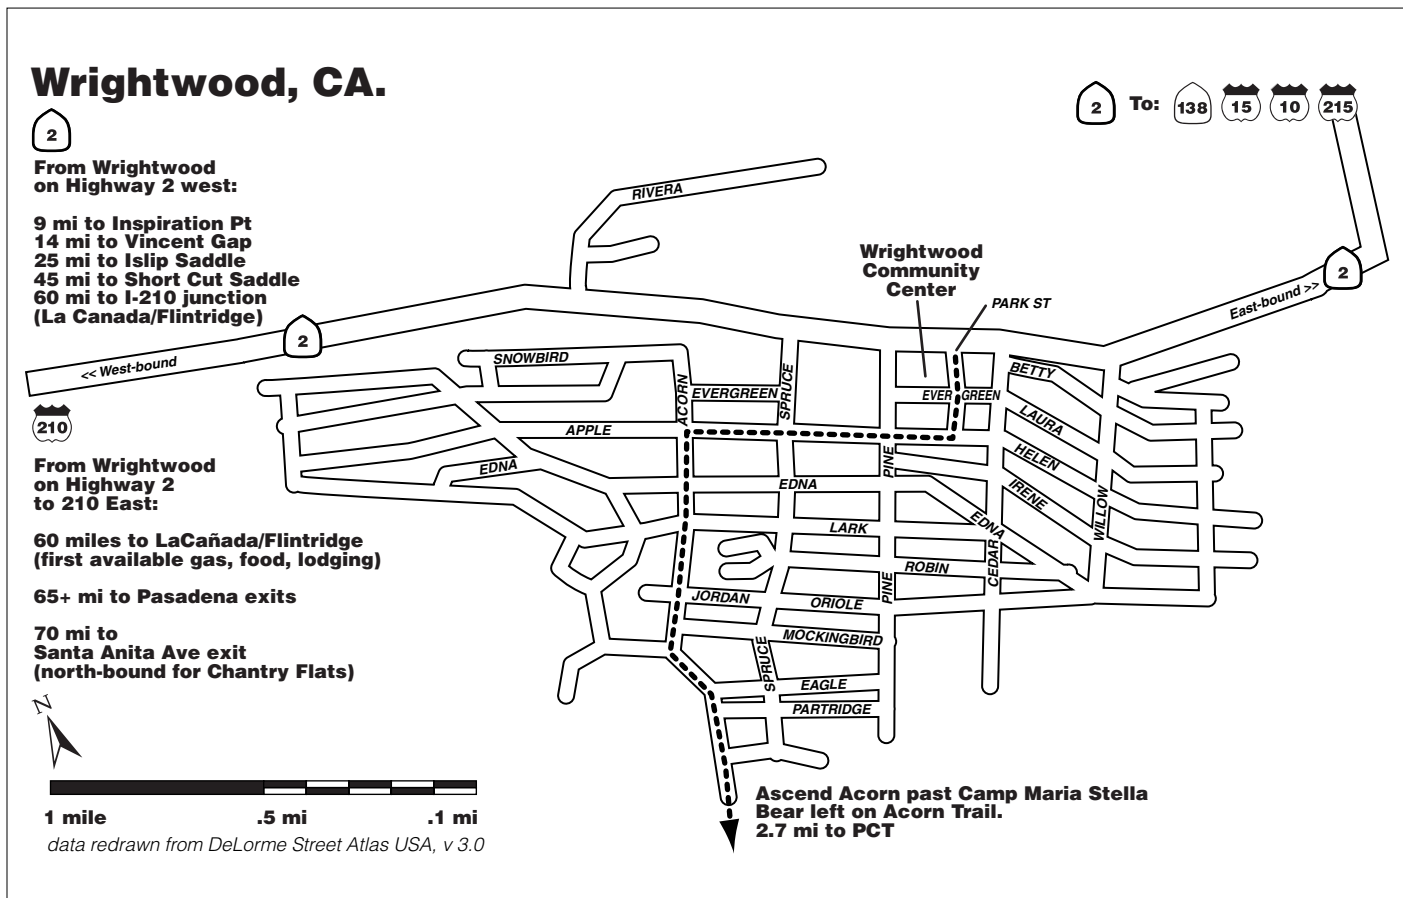 Wrightwood, CA.
2
From Wrightwood
on Highway 2 west:
9 mi to Inspiration Pt
14 mi to Vincent Gap
25 mi to Islip Saddle
45 mi to Short Cut Saddle
60 mi to I-210 junction
(La Canada/Flintridge)
2 To: 138 15 10 215
RIVERA
Wrightwood
Community
Center
PARK ST
2
East-bound >>
2
<< West-bound
210
SNOWBIRD
ACORN
EVERGREEN
SPRUCE
EVER GREEN
BETTY
LAURA
APPLE
HELEN
EDNA
PINE
EDNA
IRENE
WILLOW
LARK
EDNA
CEDAR
ROBIN
PINE
JORDAN
ORIOLE
MOCKINGBIRD
SPRUCE
EAGLE
PARTRIDGE
From Wrightwood
on Highway 2
to 210 East:
60 miles to LaCañada/Flintridge
(first available gas, food, lodging)
65+ mi to Pasadena exits
70 mi to
Santa Anita Ave exit
(north-bound for Chantry Flats)
N
1 mile .5 mi .1 mi
data redrawn from DeLorme Street Atlas USA, v 3.0
Ascend Acorn past Camp Maria Stella
Bear left on Acorn Trail.
2.7 mi to PCT